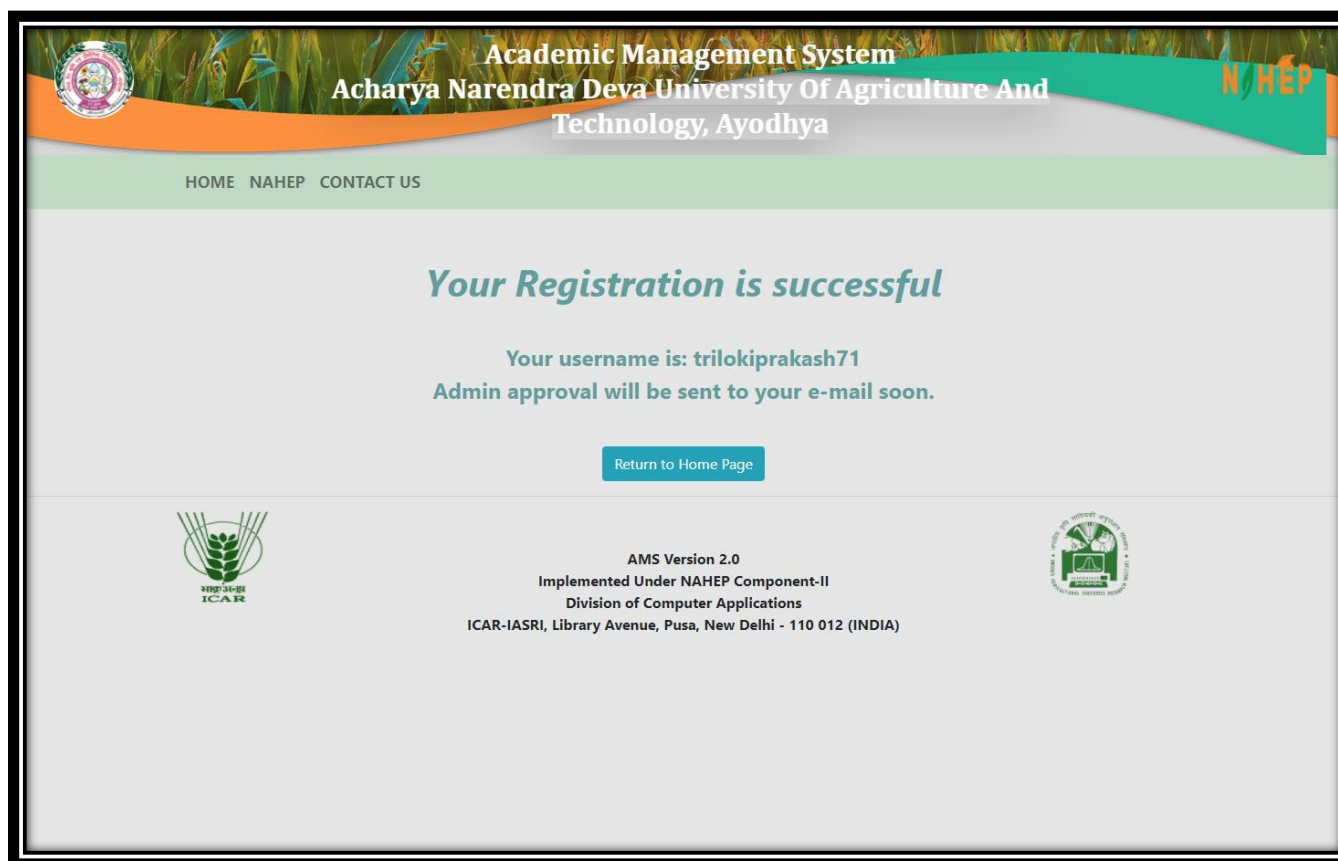 Academic Management System
Acharya Narendra Deva University Of Agriculture And
Technology, Ayodhya
NAHEP
HOME NAHEP CONTACT US
Your Registration is successful
Your username is: trilokiprakash71
Admin approval will be sent to your e-mail soon.
Return to Home Page
ICAR
AMS Version 2.0
Implemented Under NAHEP Component-II
Division of Computer Applications
ICAR-IASRI, Library Avenue, Pusa, New Delhi - 110 012 (INDIA)